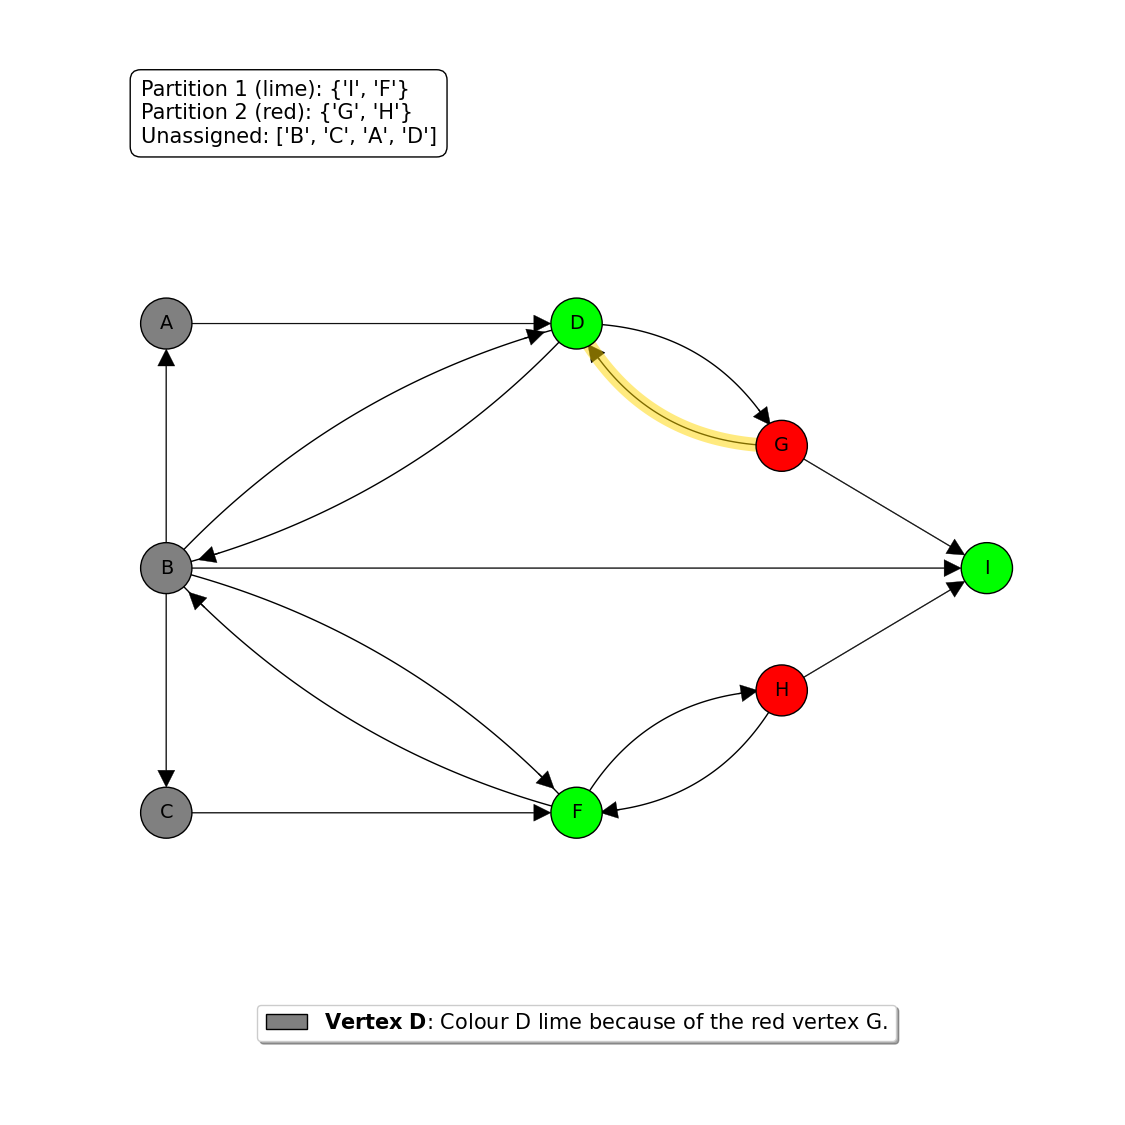 Partition 1 (lime): {'I', 'F'}
Partition 2 (red): {'G', 'H'}
Unassigned: ['B', 'C', 'A', 'D']
A
D
G
B
I
H
C
F
Vertex D: Colour D lime because of the red vertex G.